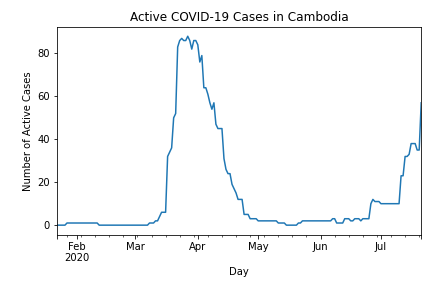 Active COVID-19 Cases in Cambodia
Number of Active Cases
80
60
40
20
0
Feb Mar Apr May Jun Jul
2020
Day